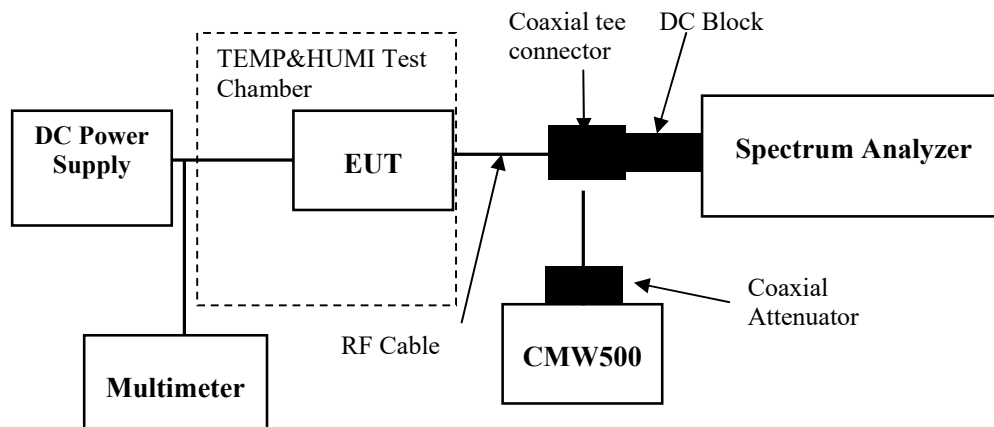 Coaxial tee
connector
DC Block
TEMP&HUMI Test
Chamber
DC Power
Supply
EUT
Spectrum Analyzer
RF Cable
Coaxial
Attenuator
CMW500
Multimeter